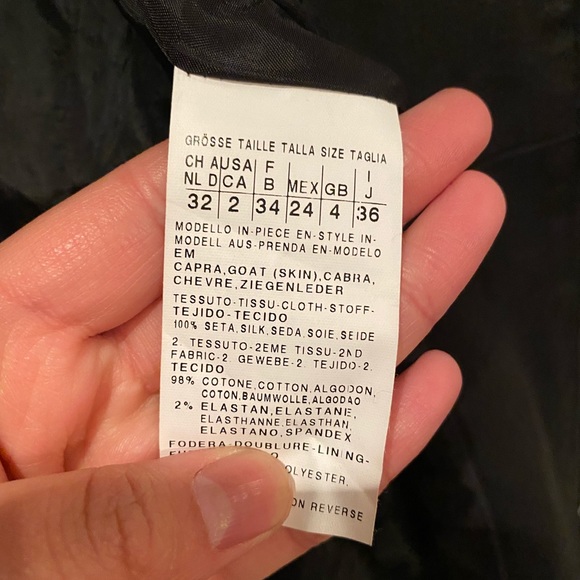 GRÖSSE TAILLE TALLA SIZE TAGLIA
CH A USA F I
NL D CA B MEX GB J
32 2 34 24 4 36
MODELLO IN-PIECE EN-STYLE IN-
MODELL AUS-PRENDA EN-MODELO
EM
CAPRA,GOAT (SKIN),CABRA,
CHEVRE,ZIEGENLEDER
TESSUTO-TISSU-CLOTH-STOFF-
TEJIDO-TECIDO
100% SETA,SILK,SEDA,SOIE,SEIDE
2. TESSUTO-2EME TISSU-2ND
FABRIC-2. GEWEBE-2. TEJIDO-2.
TECIDO
98% COTONE,COTTON,ALGODON,
COTON,BAUMWOLLE,ALGODAO
2% ELASTAN,ELASTANE,
ELASTHANNE,ELASTHAN,
ELASTANO,SPANDEX
FODERA-DOUBLURE-LINING-
POLYESTER,
ON REVERSE